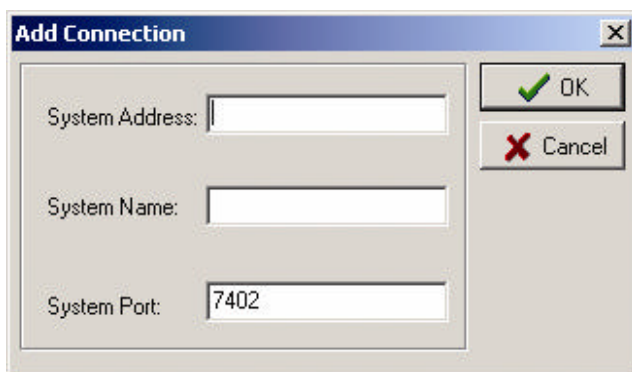 Add Connection
System Address:
OK
Cancel
System Name:
System Port: 7402